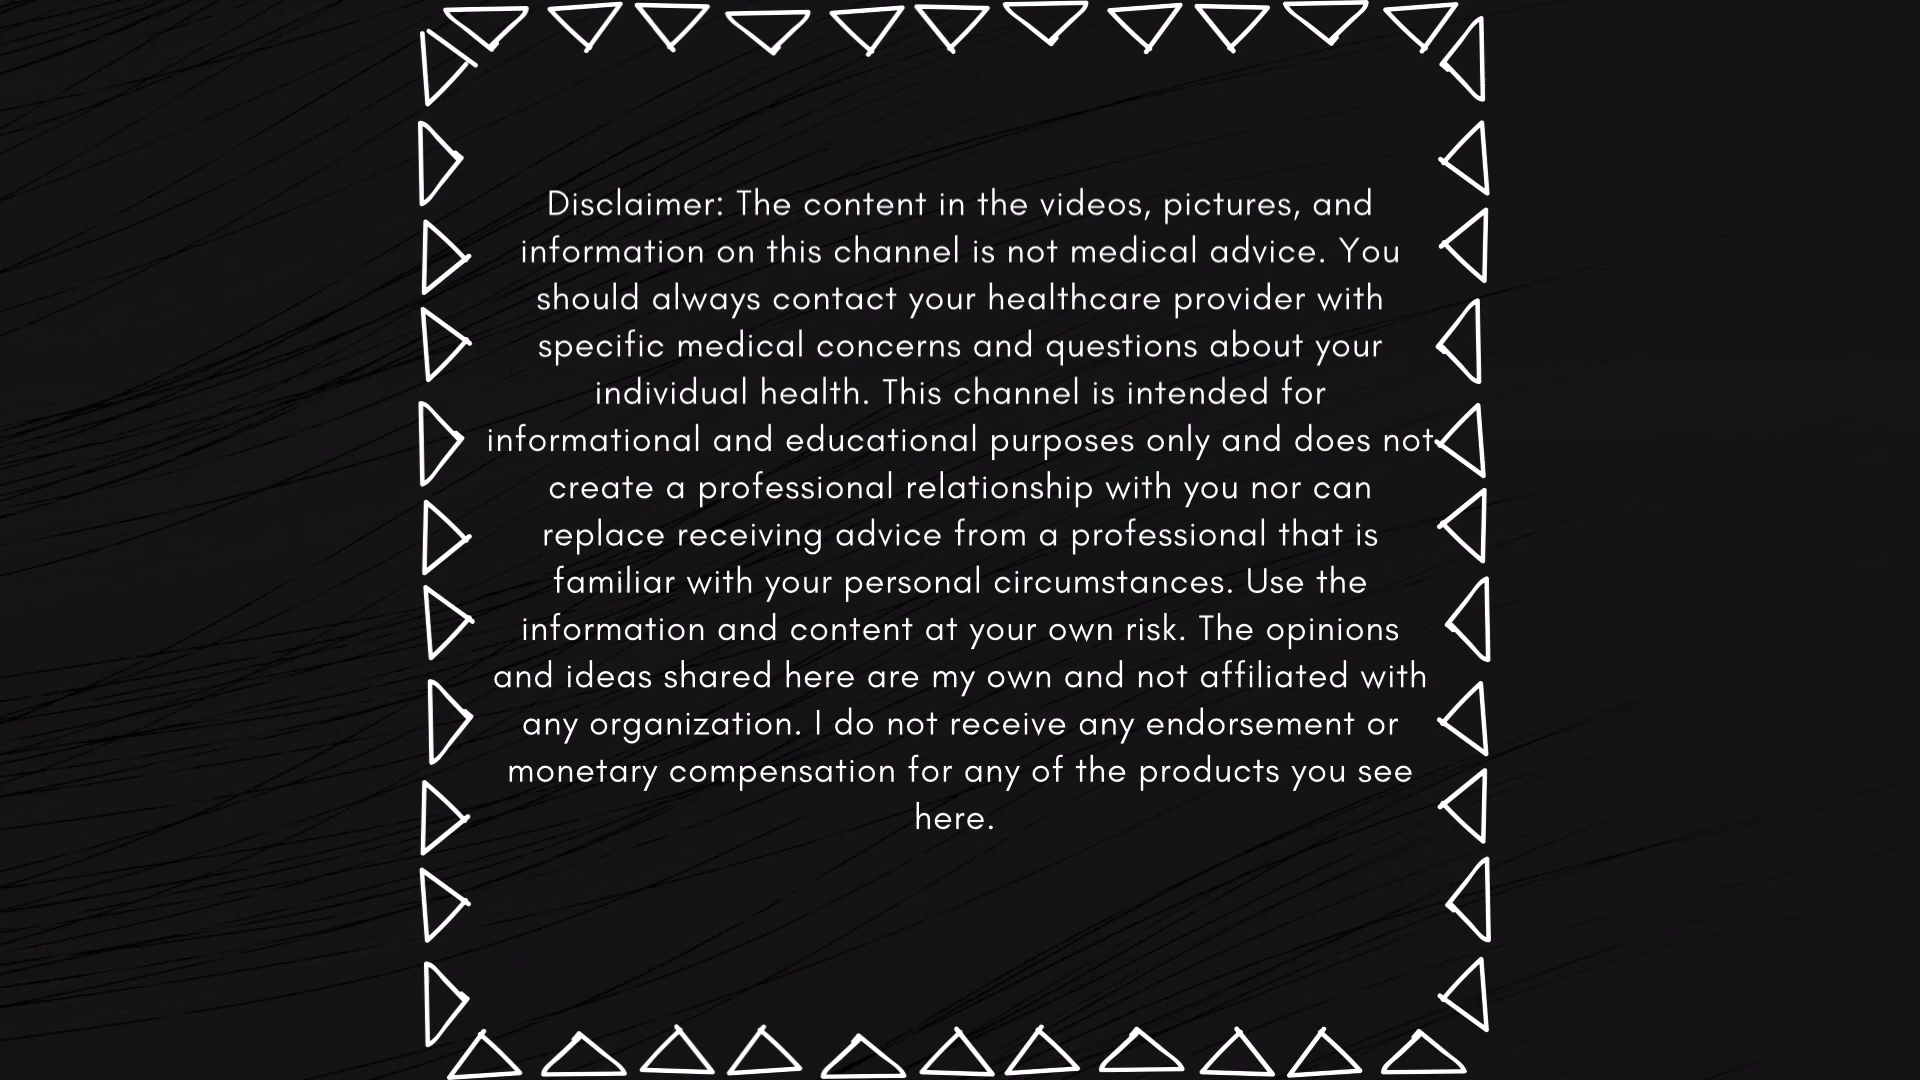 Disclaimer: The content in the videos, pictures, and
information on this channel is not medical advice. You
should always contact your healthcare provider with
specific medical concerns and questions about your
individual health. This channel is intended for
informational and educational purposes only and does not
create a professional relationship with you nor can
replace receiving advice from a professional that is
familiar with your personal circumstances. Use the
information and content at your own risk. The opinions
and ideas shared here are my own and not affiliated with
any organization. I do not receive any endorsement or
monetary compensation for any of the products you see
here.